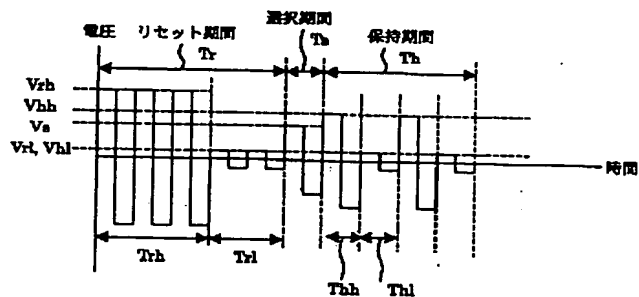 電圧 リセット期間 選択期間 保持期間
Tr Ts Th
Vrh
Vhh
Vs
Vrl, Vhl
時間
Trh Trl
Thh Thl